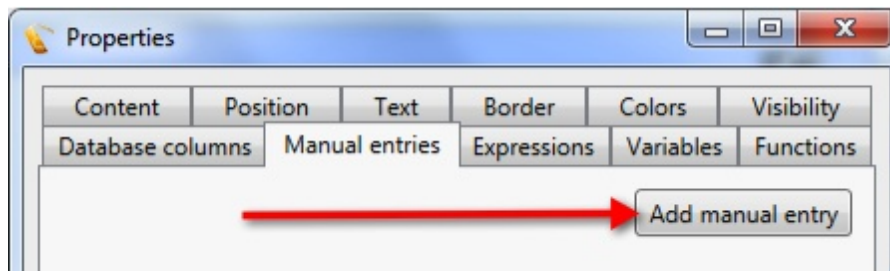 Properties
Content Position Text Border Colors Visibility
Database columns Manual entries Expressions Variables Functions
Add manual entry